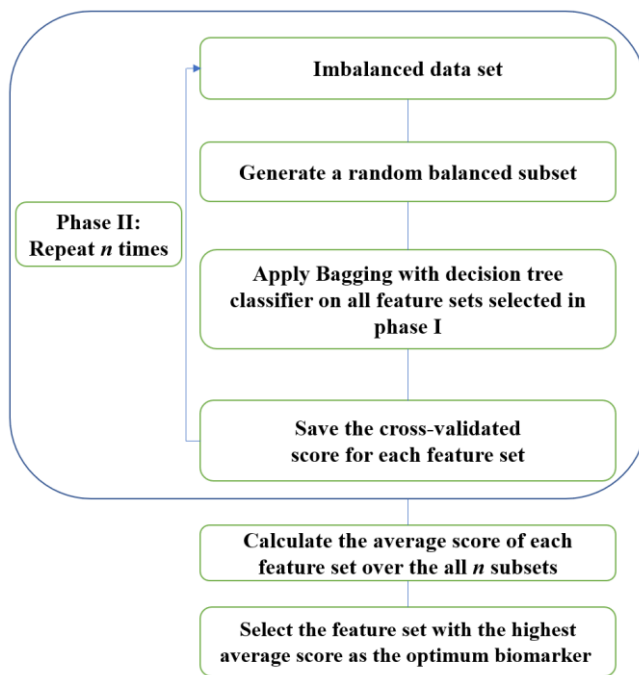 Imbalanced data set
Generate a random balanced subset
Phase II:
Repeat n times
Apply Bagging with decision tree
classifier on all feature sets selected in
phase I
Save the cross-validated
score for each feature set
Calculate the average score of each
feature set over the all n subsets
Select the feature set with the highest
average score as the optimum biomarker